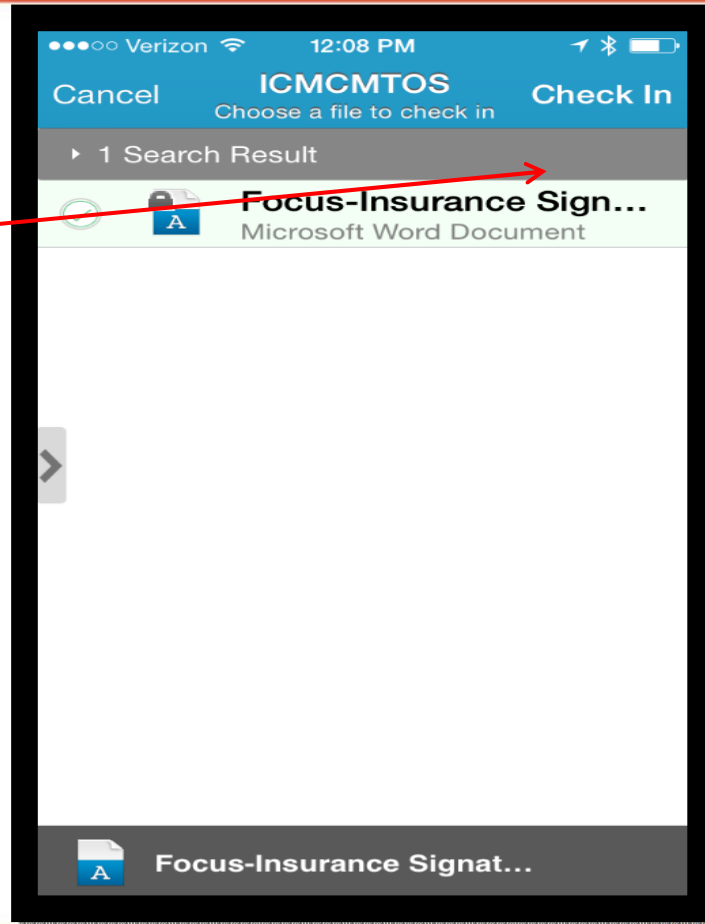 Verizon 12:08 PM
Cancel ICMCMTOS Check In
Choose a file to check in
1 Search Result
A Focus-Insurance Sign...
Microsoft Word Document
A Focus-Insurance Signat...